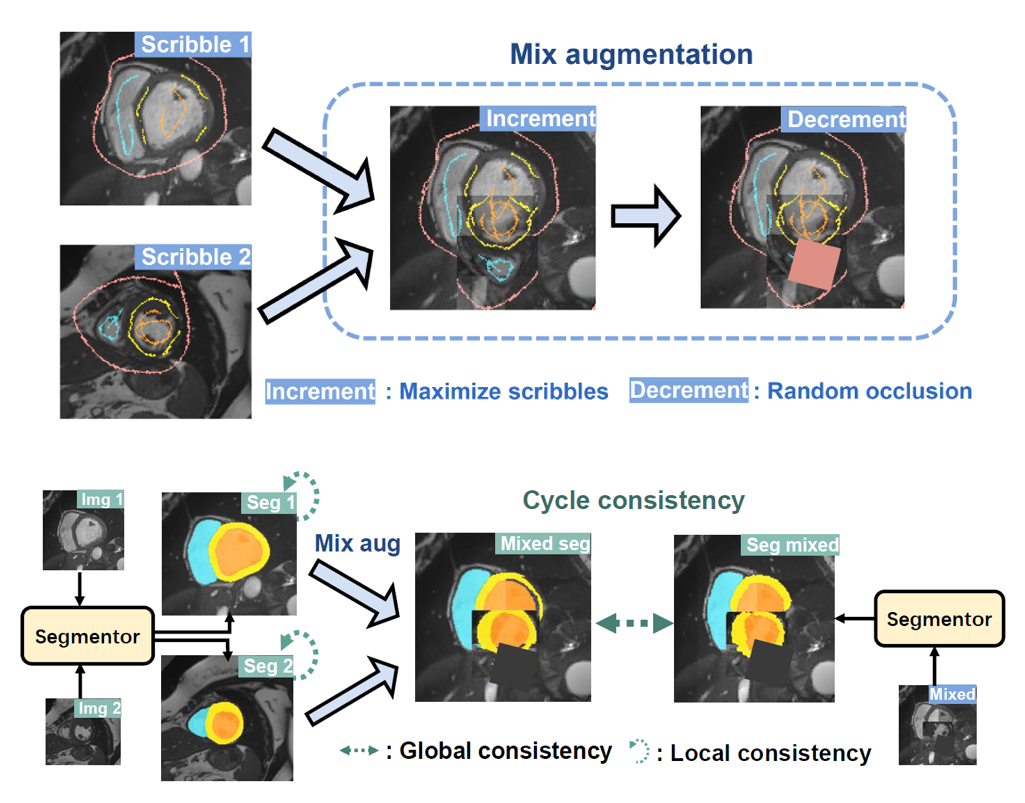 Scribble 1
Mix augmentation
Increment
Decrement
Scribble 2
Increment : Maximize scribbles
Decrement : Random occlusion
Img 1
Seg 1
Cycle consistency
Mix aug
Mixed seg
Seg mixed
Segmentor
Segmentor
Seg 2
Img 2
Mixed
: Global consistency
: Local consistency